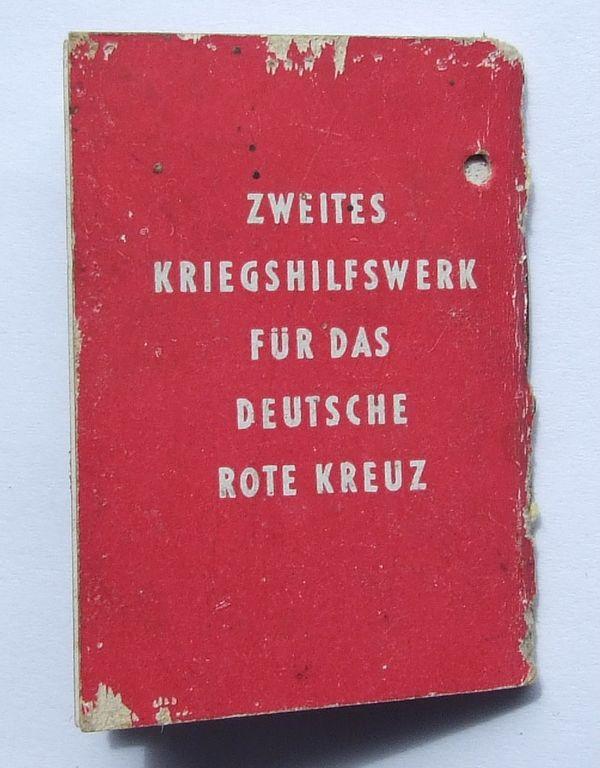 ZWEITES
KRIEGSHILFSWERK
FÜR DAS
DEUTSCHE
ROTE KREUZ